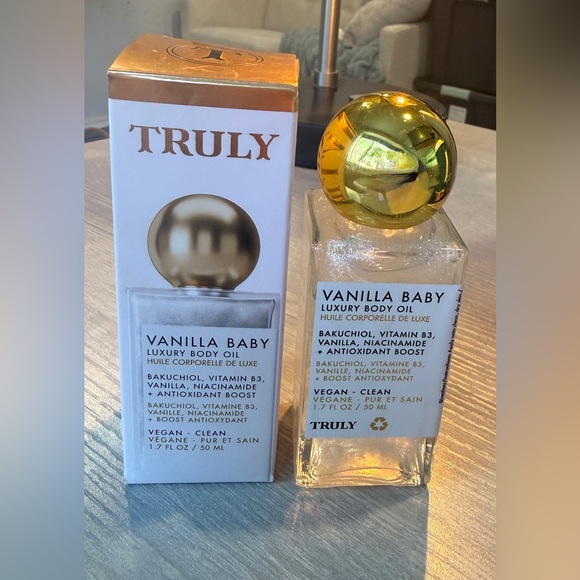 T
TRULY
VANILLA BABY
LUXURY BODY OIL
HUILE CORPORELLE DE LUXE
BAKUCHIOL, VITAMIN B3,
VANILLA, NIACINAMIDE
+ ANTIOXIDANT BOOST
BAKUCHIOL, VITAMINE B3,
VANILLE, NIACINAMIDE
+ BOOST ANTIOXYDANT
VEGAN - CLEAN
VÉGANE - PUR ET SAIN
1.7 FL OZ / 50 ML
VANILLA BABY
LUXURY BODY OIL
HUILE CORPORELLE DE LUXE
BAKUCHIOL, VITAMIN B3,
VANILLA, NIACINAMIDE
+ ANTIOXIDANT BOOST
BAKUCHIOL, VITAMINE B3,
VANILLE, NIACINAMIDE
+ BOOST ANTIOXYDANT
VEGAN - CLEAN
VÉGANE - PUR ET SAIN
1.7 FL OZ / 50 ML
TRULY